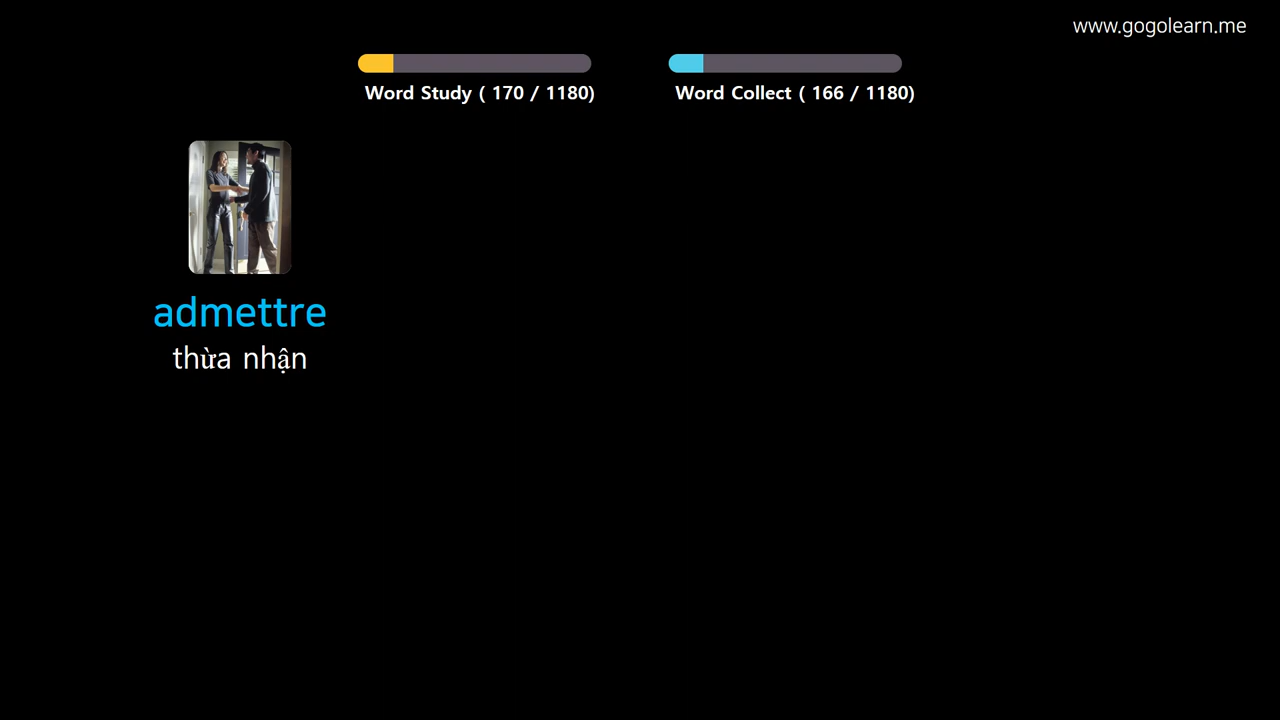 www.gogolearn.me
Word Study ( 170 / 1180)
Word Collect ( 166 / 1180)
admettre
thừa nhận